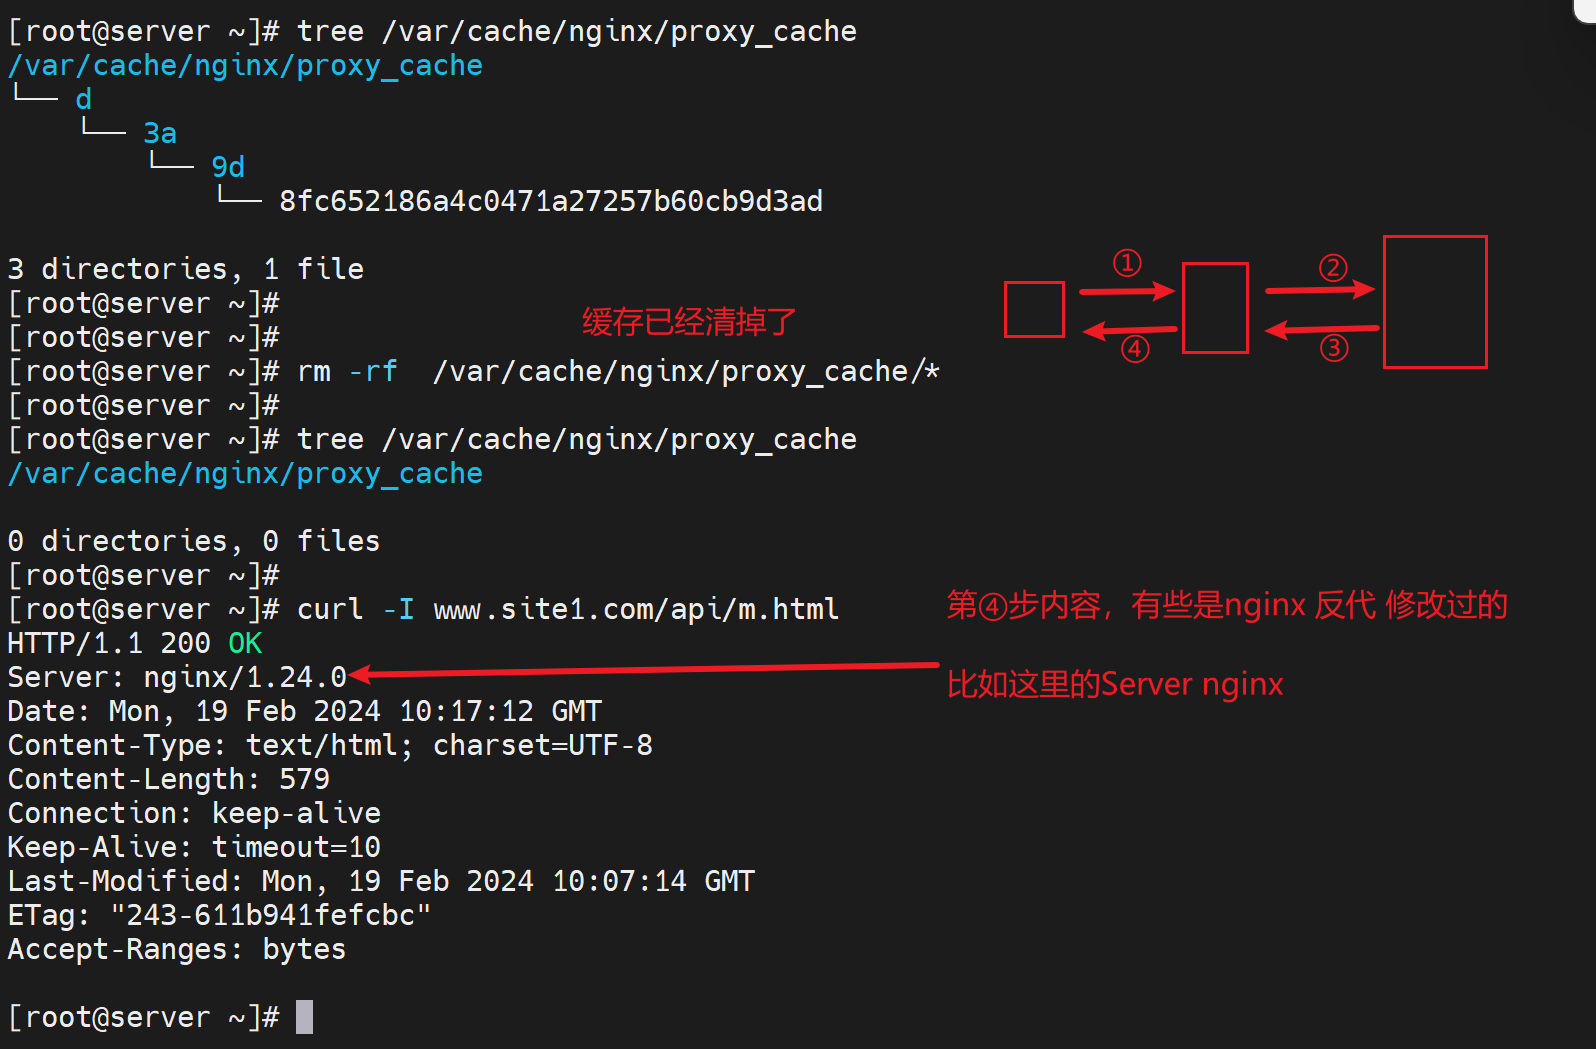 [root@server ~]# tree /var/cache/nginx/proxy_cache
/var/cache/nginx/proxy_cache
└── d
└── 3a
└── 9d
└── 8fc652186a4c0471a27257b60cb9d3ad
3 directories, 1 file
[root@server ~]#
缓存已经清掉了
[root@server ~]#
[root@server ~]# rm -rf  /var/cache/nginx/proxy_cache/*
[root@server ~]#
[root@server ~]# tree /var/cache/nginx/proxy_cache
/var/cache/nginx/proxy_cache
0 directories, 0 files
[root@server ~]#
[root@server ~]# curl -I www.site1.com/api/m.html
HTTP/1.1 200 OK
Server: nginx/1.24.0
Date: Mon, 19 Feb 2024 10:17:12 GMT
Content-Type: text/html; charset=UTF-8
Content-Length: 579
Connection: keep-alive
Keep-Alive: timeout=10
Last-Modified: Mon, 19 Feb 2024 10:07:14 GMT
ETag: "243-611b941fefcbc"
Accept-Ranges: bytes
[root@server ~]#
①
②
④
③
第④步内容，有些是nginx 反代 修改过的
比如这里的Server nginx